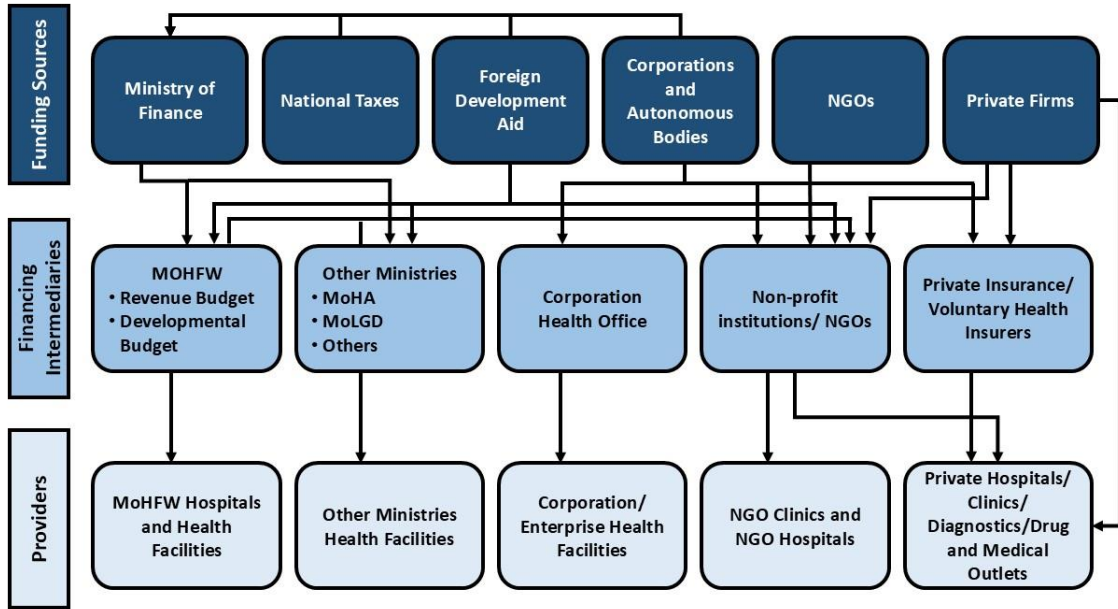 Funding Sources
Ministry of
Finance
National Taxes
Foreign
Development
Aid
Corporations
and
Autonomous
Bodies
NGOs
Private Firms
Financing
Intermediaries
MOHFW
• Revenue Budget
• Developmental
Budget
Other Ministries
• MoHA
• MoLGD
• Others
Corporation
Health Office
Non-profit
institutions/ NGOs
Private Insurance/
Voluntary Health
Insurers
Providers
MoHFW Hospitals
and Health
Facilities
Other Ministries
Health Facilities
Corporation/
Enterprise Health
Facilities
NGO Clinics and
NGO Hospitals
Private Hospitals/
Clinics/
Diagnostics/Drug
and Medical
Outlets